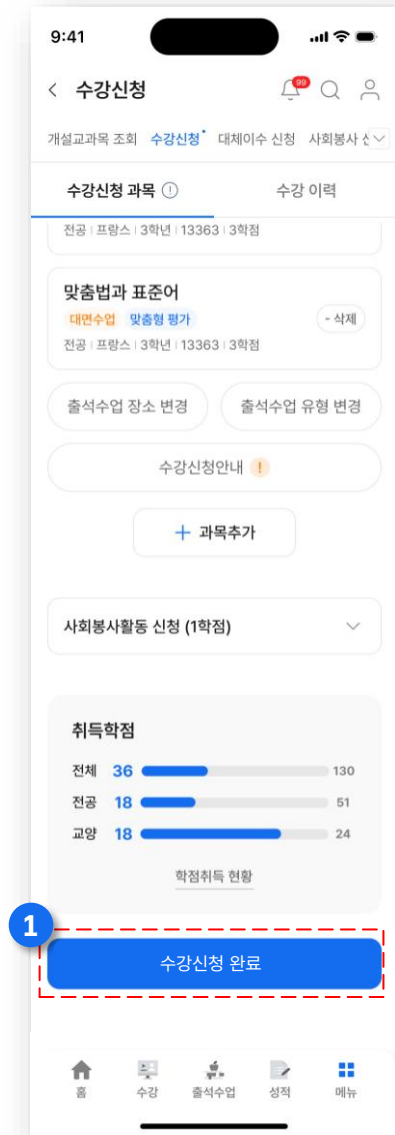 9:41
수강신청
99
개설교과목 조회 수강신청 대체이수 신청 사회봉사
수강신청 과목 수강 이력
전공 | 프랑스 | 3학년 | 13363 | 3학점
맞춤법과 표준어
대면수업 맞춤형 평가
- 삭제
전공 | 프랑스 | 3학년 | 13363 | 3학점
출석수업 장소 변경 출석수업 유형 변경
수강신청안내 !
+ 과목추가
사회봉사활동 신청 (1학점)
취득학점
전체 36 130
전공 18 51
교양 18 24
학점취득 현황
1
수강신청 완료
홈 수강 출석수업 성적 메뉴